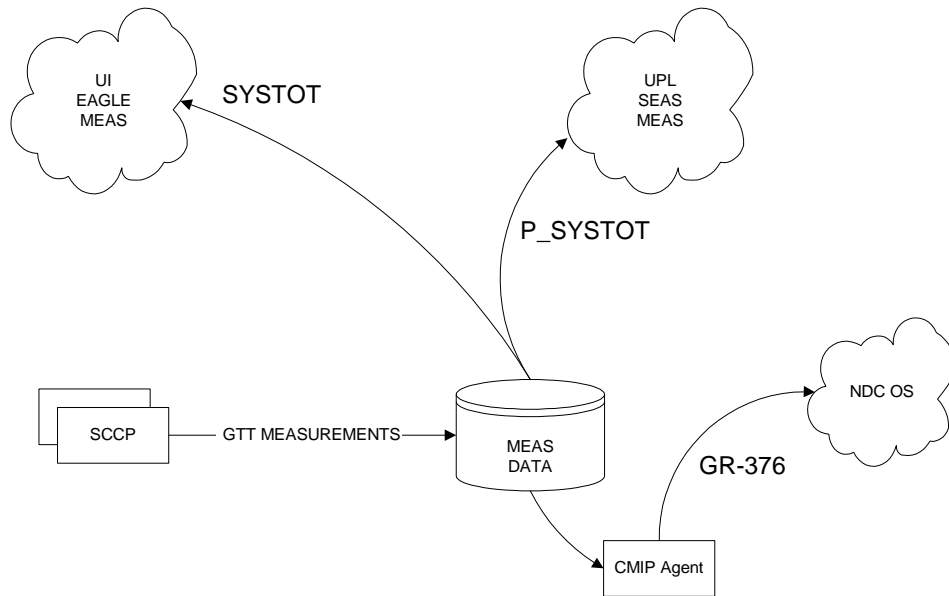 UI
EAGLE
MEAS
SYSTOT
UPL
SEAS
MEAS
P_SYSTOT
NDC OS
SCCP
GTT MEASUREMENTS
MEAS
DATA
GR-376
CMIP Agent